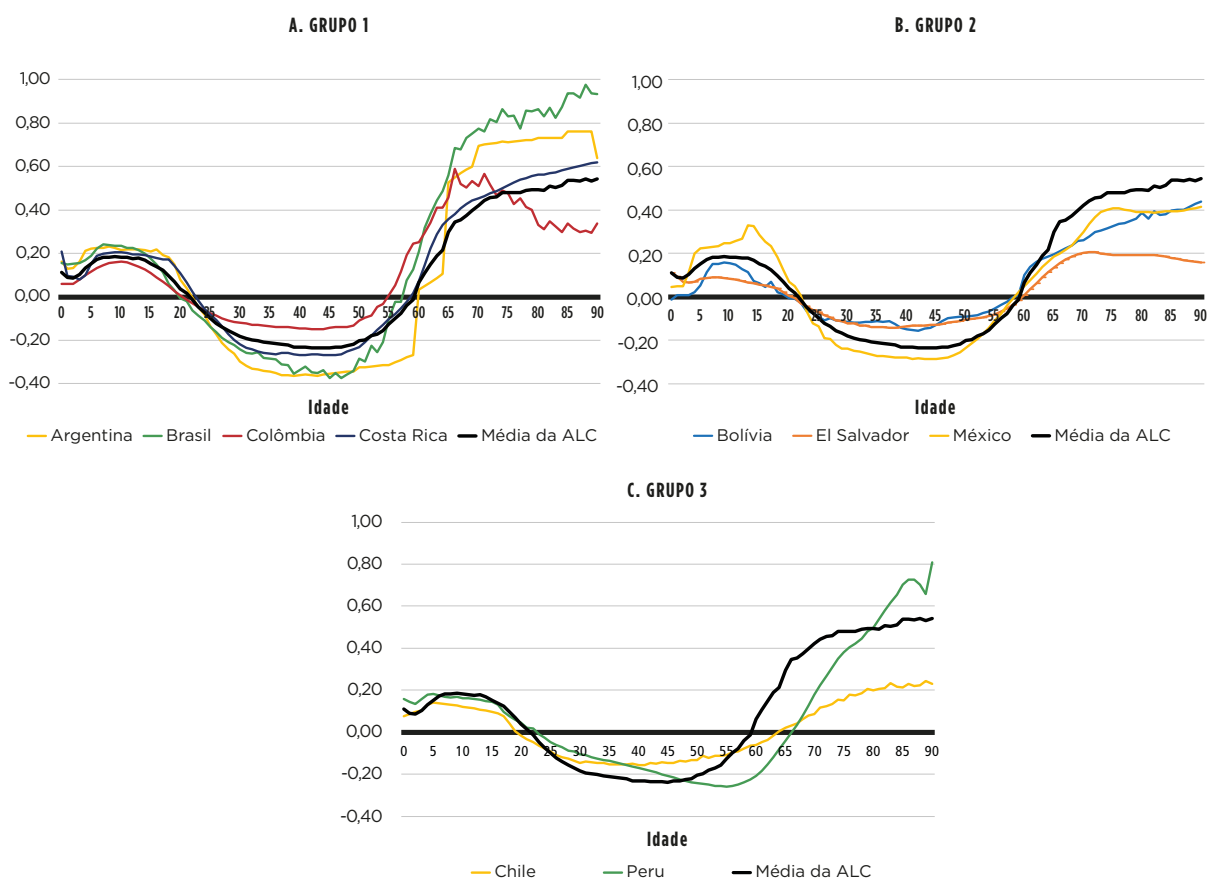 A. GRUPO 1
1,00
0,80
0,60
0,40
0,20
0,00
-0,20
-0,40
0 5 10 15 20 25 30 35 40 45 50 55 60 65 70 75 80 85 90
Idade
Argentina Brasil Colômbia Costa Rica Média da ALC
B. GRUPO 2
1,00
0,80
0,60
0,40
0,20
0,00
-0,20
-0,40
0 5 10 15 20 25 30 35 40 45 50 55 60 65 70 75 80 85 90
Idade
Bolívia El Salvador México Média da ALC
C. GRUPO 3
1,00
0,80
0,60
0,40
0,20
0,00
-0,20
-0,40
0 5 10 15 20 25 30 35 40 45 50 55 60 65 70 75 80 85 90
Idade
Chile Peru Média da ALC